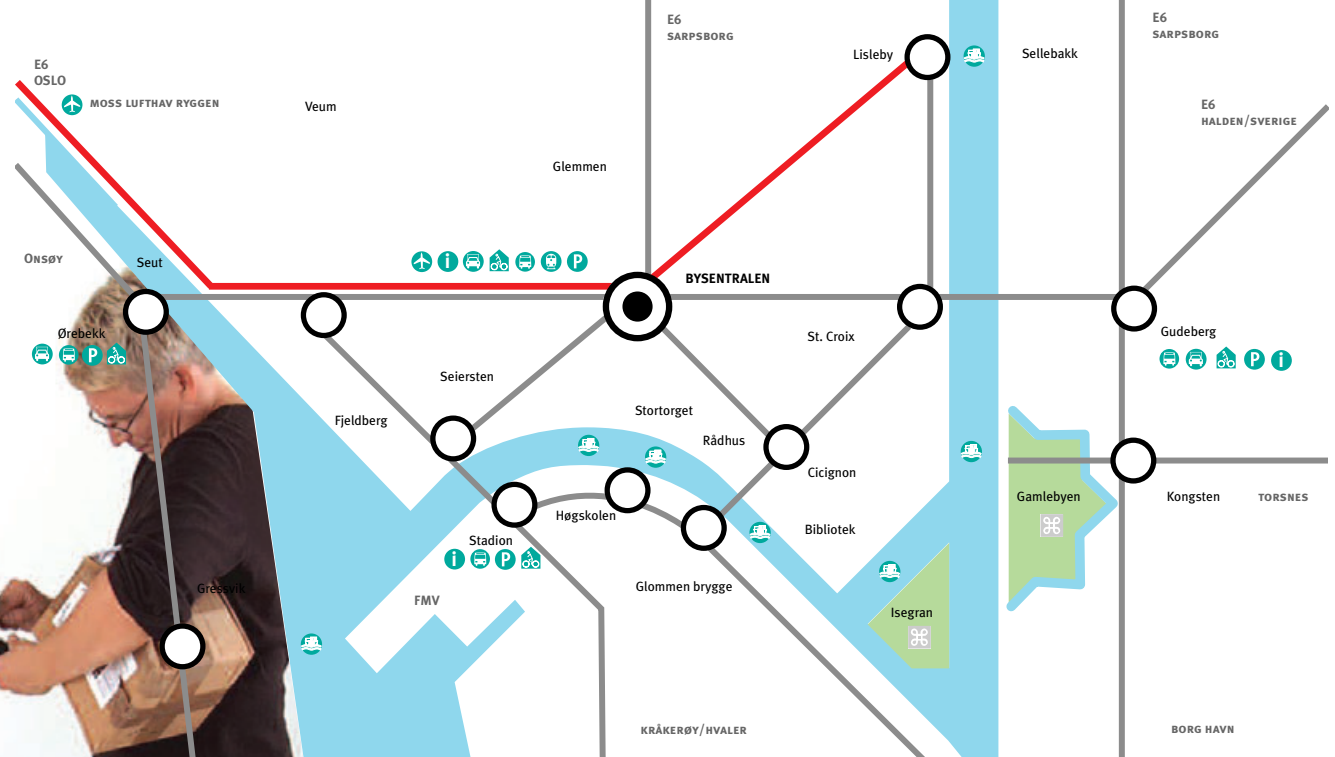 E6
SARPSBORG
E6
SARPSBORG
Lisleby
Sellebakk
E6
OSLO
MOSS LUFTHAV RYGGEN
Veum
E6
HALDEN/SVERIGE
Glemmen
ONSØY
Seut
i
P
BYSENTRALEN
Ørebekk
P
St. Croix
Gudeberg
P i
Seiersten
Fjeldberg
Stortorget
Rådhus
Cicignon
Gamlebyen
Kongsten
TORSNES
Høgskolen
Bibliotek
Stadion
i P
Gressvik
FMV
Glommen brygge
Isegran
KRÅKERØY/HVALER
BORG HAVN